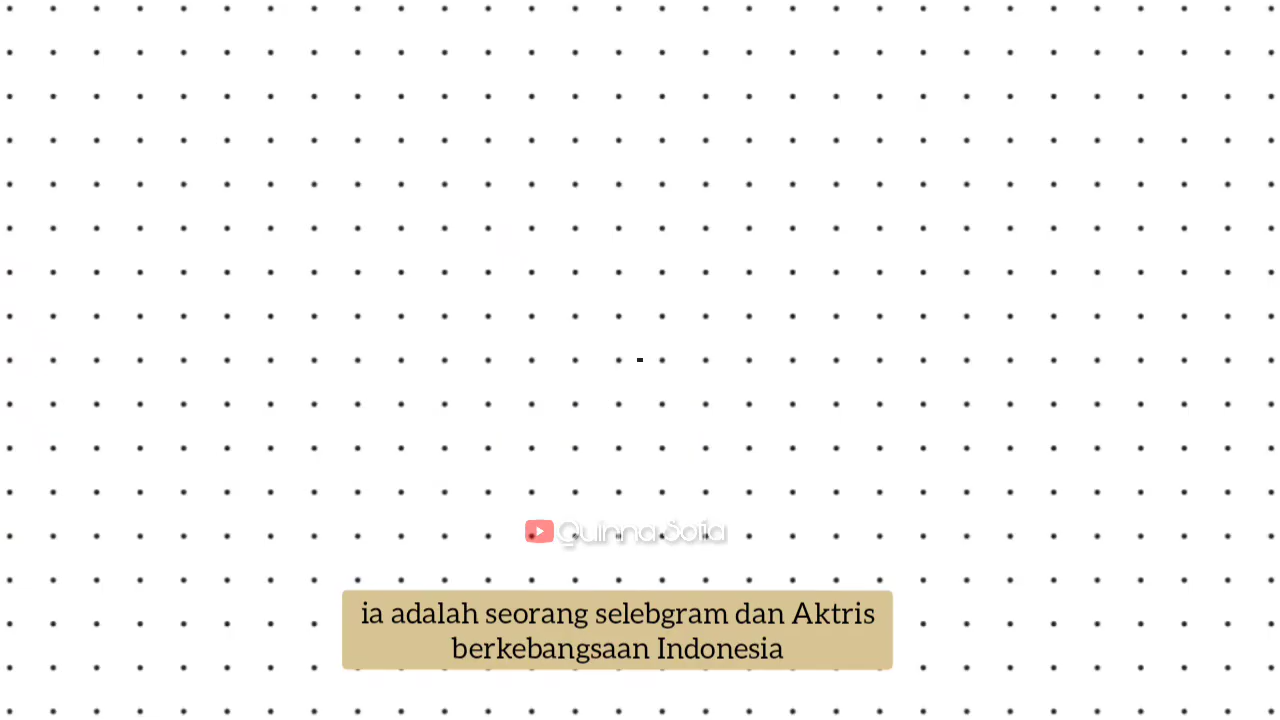 Quinna Sofia
ia adalah seorang selebgram dan Aktris
berkebangsaan Indonesia